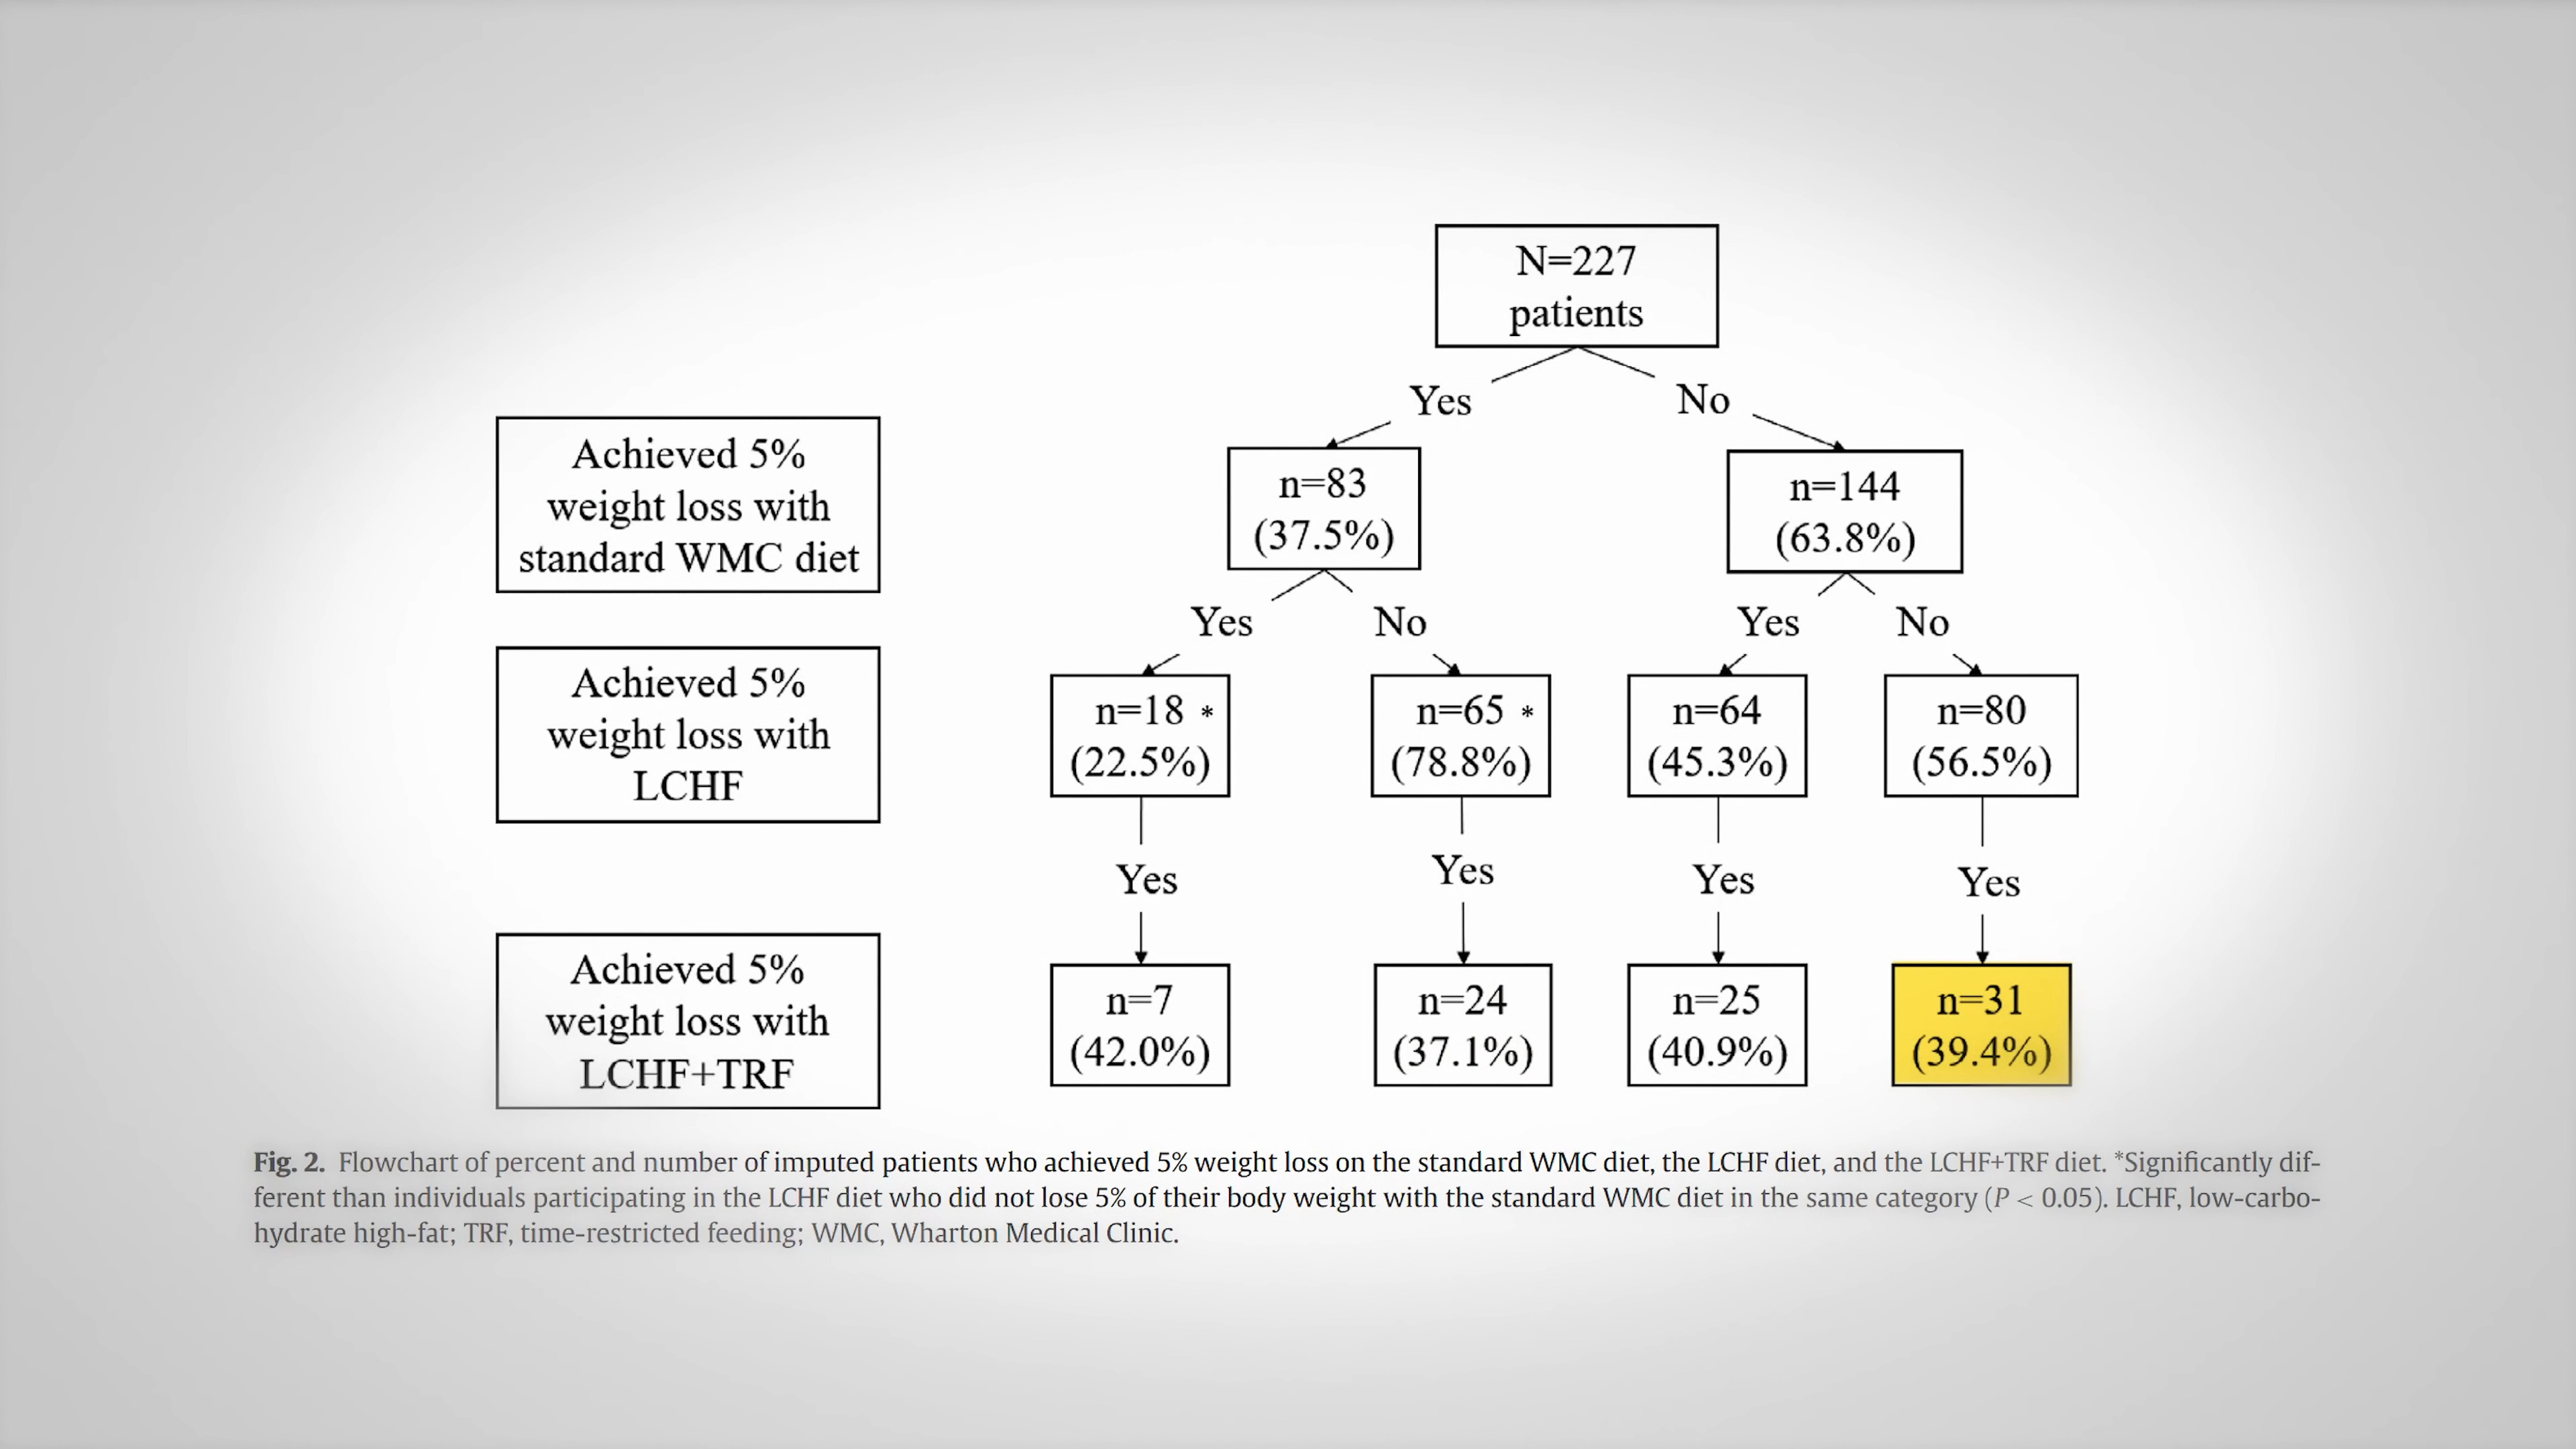 N=227
patients
Yes
No
Achieved 5%
weight loss with
standard WMC diet
n=83
(37.5%)
n=144
(63.8%)
Yes
No
Yes
No
Achieved 5%
weight loss with
LCHF
n=18 *
(22.5%)
n=65 *
(78.8%)
n=64
(45.3%)
n=80
(56.5%)
Yes
Yes
Yes
Yes
Achieved 5%
weight loss with
LCHF+TRF
n=7
(42.0%)
n=24
(37.1%)
n=25
(40.9%)
n=31
(39.4%)
Fig. 2. Flowchart of percent and number of imputed patients who achieved 5% weight loss on the standard WMC diet, the LCHF diet, and the LCHF+TRF diet. *Significantly dif-
ferent than individuals participating in the LCHF diet who did not lose 5% of their body weight with the standard WMC diet in the same category (P < 0.05). LCHF, low-carbo-
hydrate high-fat; TRF, time-restricted feeding; WMC, Wharton Medical Clinic.